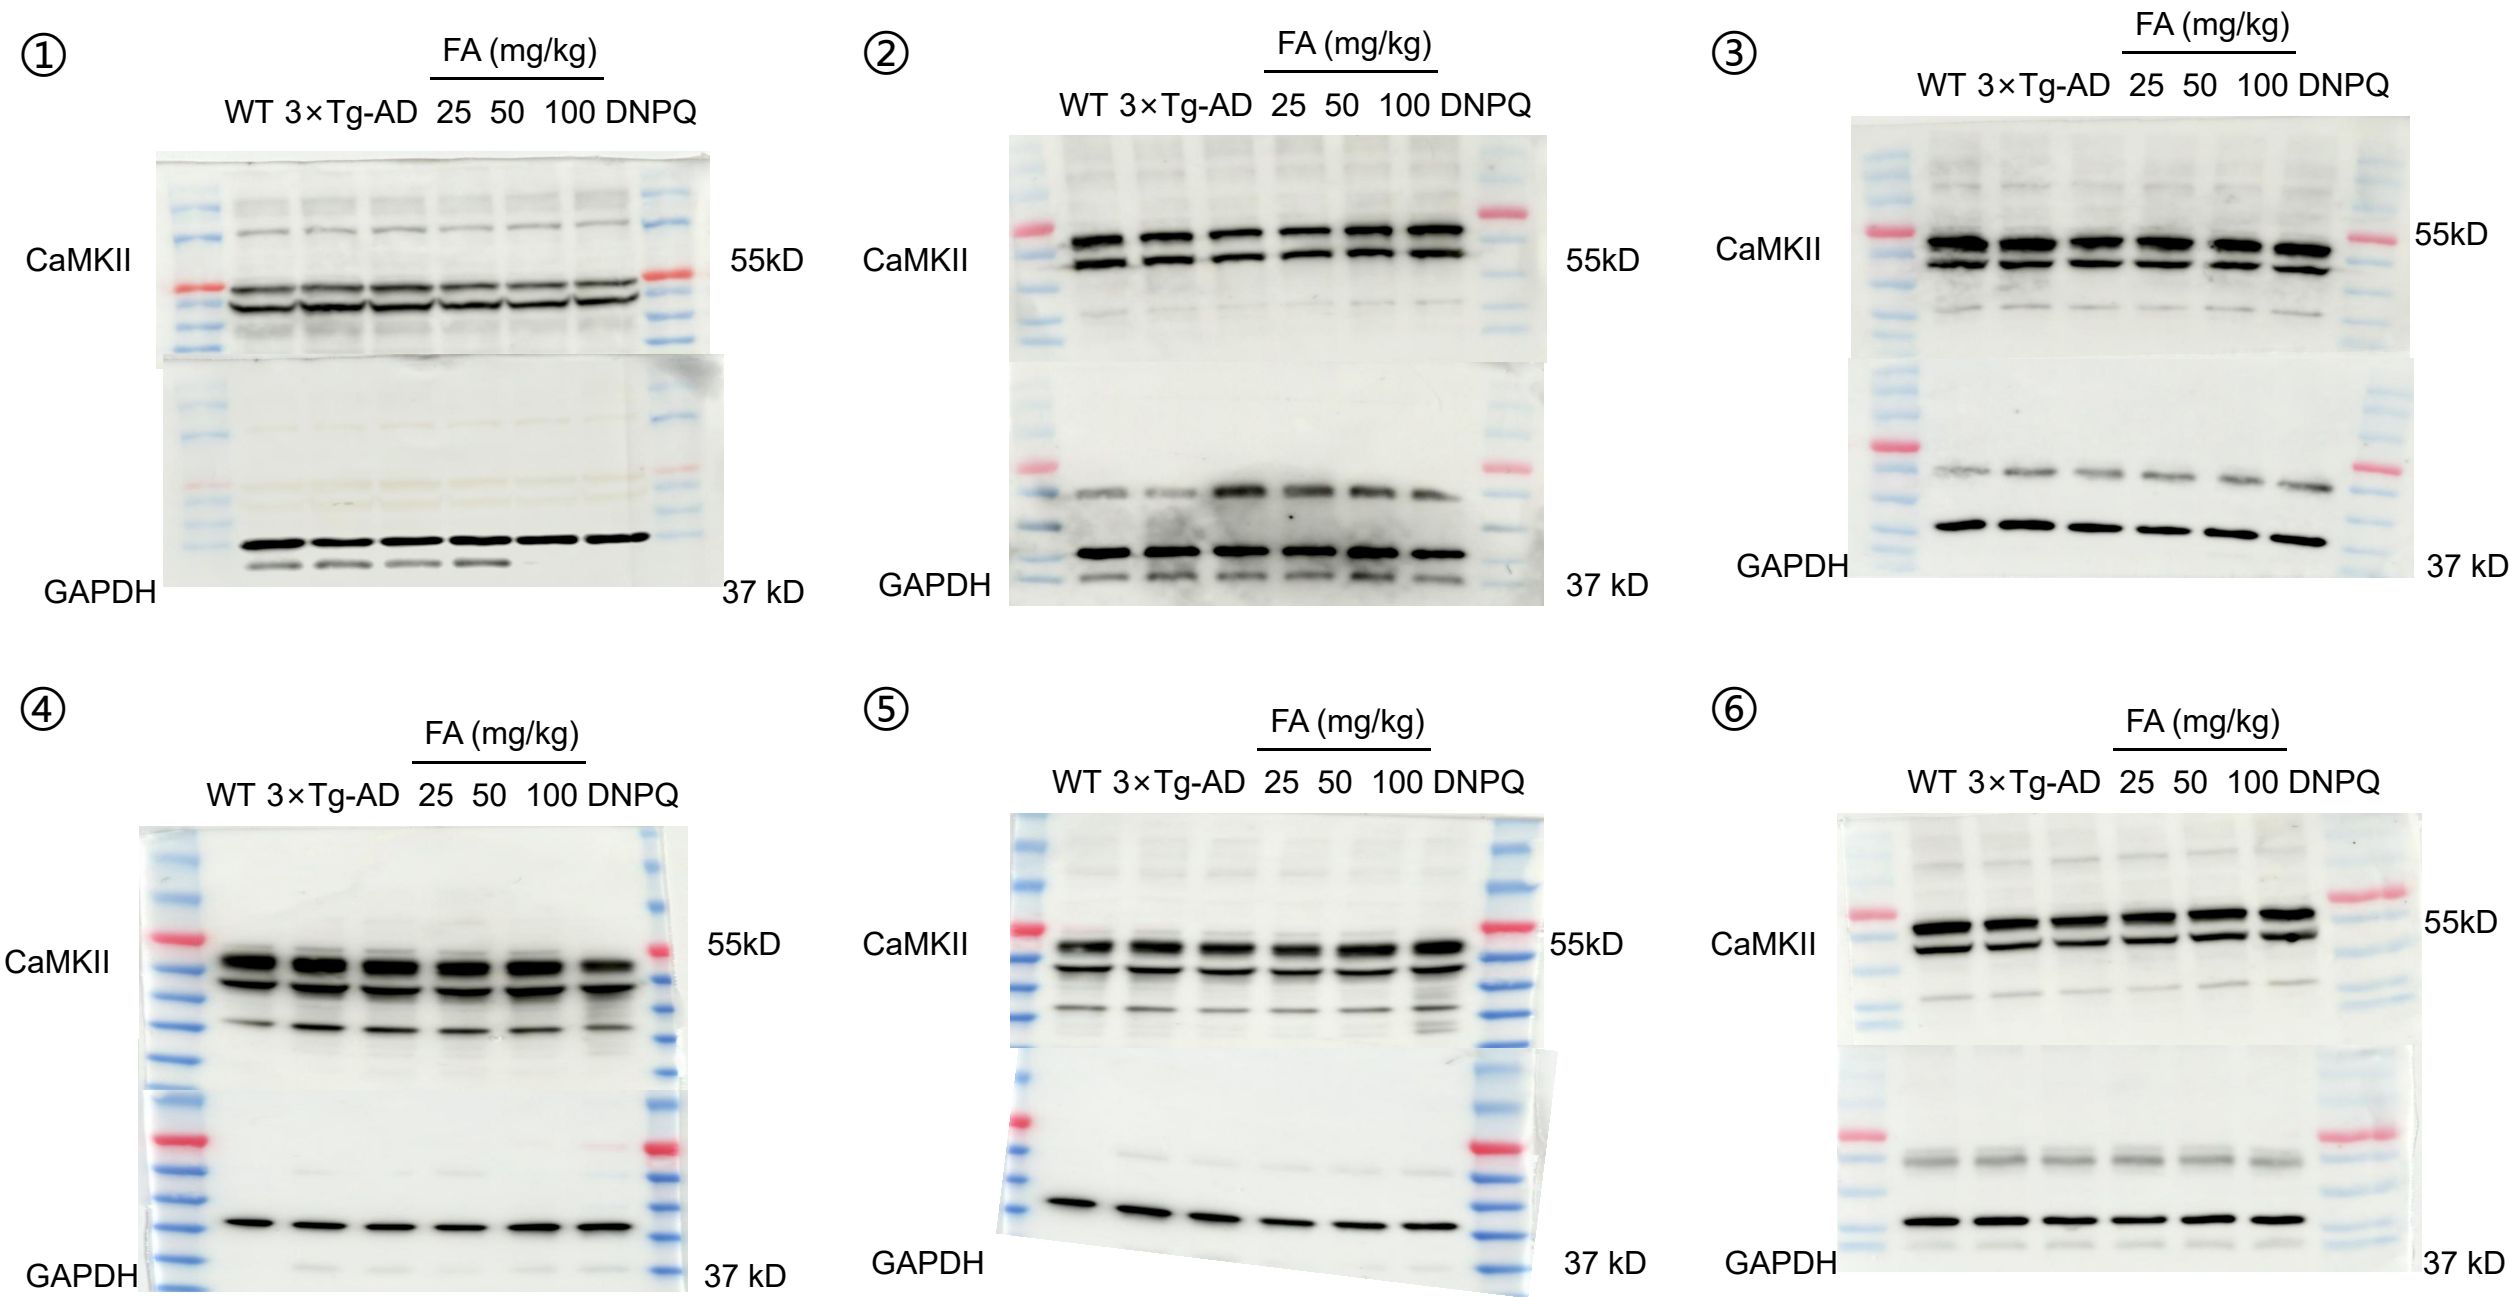 ①
FA (mg/kg)
WT 3×Tg-AD 25 50 100 DNPQ
CaMKII
55kD
GAPDH
37 kD
②
FA (mg/kg)
WT 3×Tg-AD 25 50 100 DNPQ
CaMKII
55kD
GAPDH
37 kD
③
FA (mg/kg)
WT 3×Tg-AD 25 50 100 DNPQ
CaMKII
55kD
GAPDH
37 kD
④
FA (mg/kg)
WT 3×Tg-AD 25 50 100 DNPQ
CaMKII
55kD
GAPDH
37 kD
⑤
FA (mg/kg)
WT 3×Tg-AD 25 50 100 DNPQ
CaMKII
55kD
GAPDH
37 kD
⑥
FA (mg/kg)
WT 3×Tg-AD 25 50 100 DNPQ
CaMKII
55kD
GAPDH
37 kD